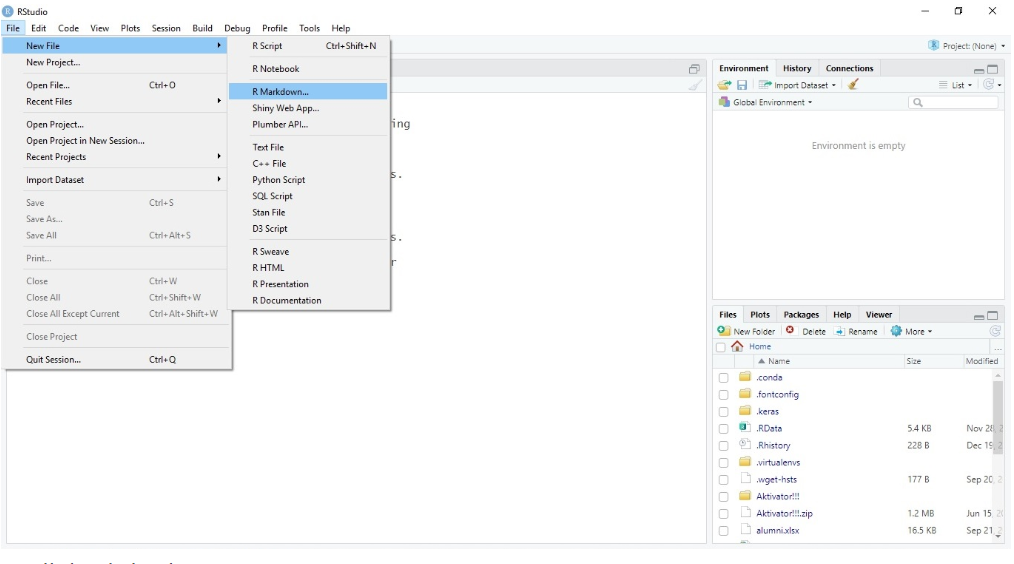 RStudio
File Edit Code View Plots Session Build Debug Profile Tools Help
New File
New Project...
Open File... Ctrl+O
Recent Files
Open Project...
Open Project in New Session...
Recent Projects
Import Dataset
Save Ctrl+S
Save As...
Save All Ctrl+Alt+S
Print...
Close Ctrl+W
Close All Ctrl+Shift+W
Close All Except Current Ctrl+Alt+Shift+W
Close Project
Quit Session... Ctrl+Q
R Script Ctrl+Shift+N
R Notebook
R Markdown...
Shiny Web App...
Plumber API...
Text File
C++ File
Python Script
SQL Script
Stan File
D3 Script
R Sweave
R HTML
R Presentation
R Documentation
Project: (None)
Environment History Connections
Import Dataset List
Global Environment
Environment is empty
Files Plots Packages Help Viewer
New Folder Delete Rename More
Home ...
Name Size Modified
.conda
.fontconfig
.keras
.RData 5.4 KB Nov 28,
.Rhistory 228 B Dec 19,
.virtualenvs
.wget-hsts 177 B Sep 20,
Aktivator!!!
Aktivator!!!.zip 1.2 MB Jun 15,
alumni.xlsx 16.5 KB Sep 21,